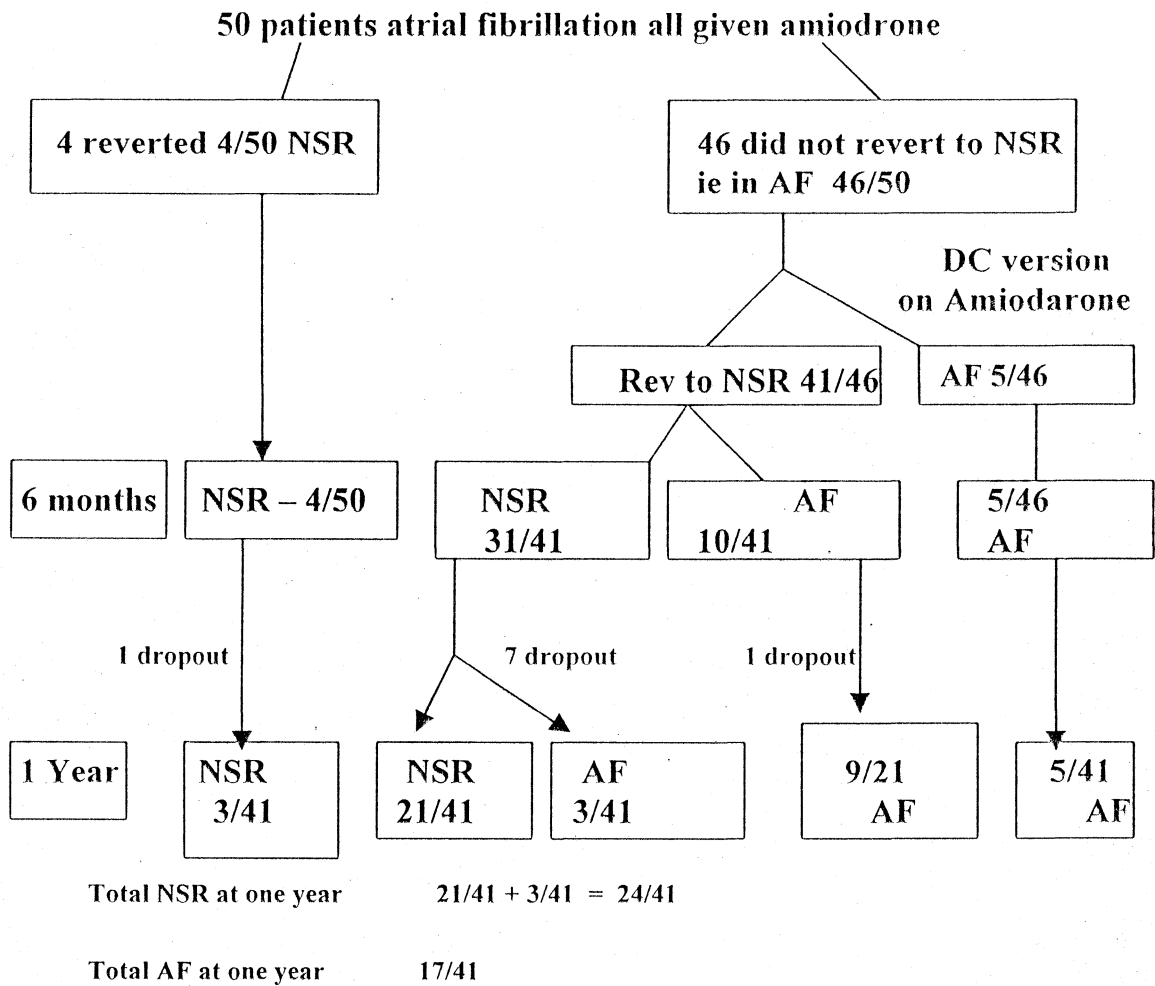 50 patients atrial fibrillation all given amiodrone
4 reverted 4/50 NSR
46 did not revert to NSR
ie in AF 46/50
DC version
on Amiodarone
Rev to NSR 41/46
AF 5/46
6 months
NSR – 4/50
NSR
31/41
AF
10/41
5/46
AF
1 dropout
7 dropout
1 dropout
1 Year
NSR
3/41
NSR
21/41
AF
3/41
9/21
AF
5/41
AF
Total NSR at one year 21/41 + 3/41 = 24/41
Total AF at one year 17/41